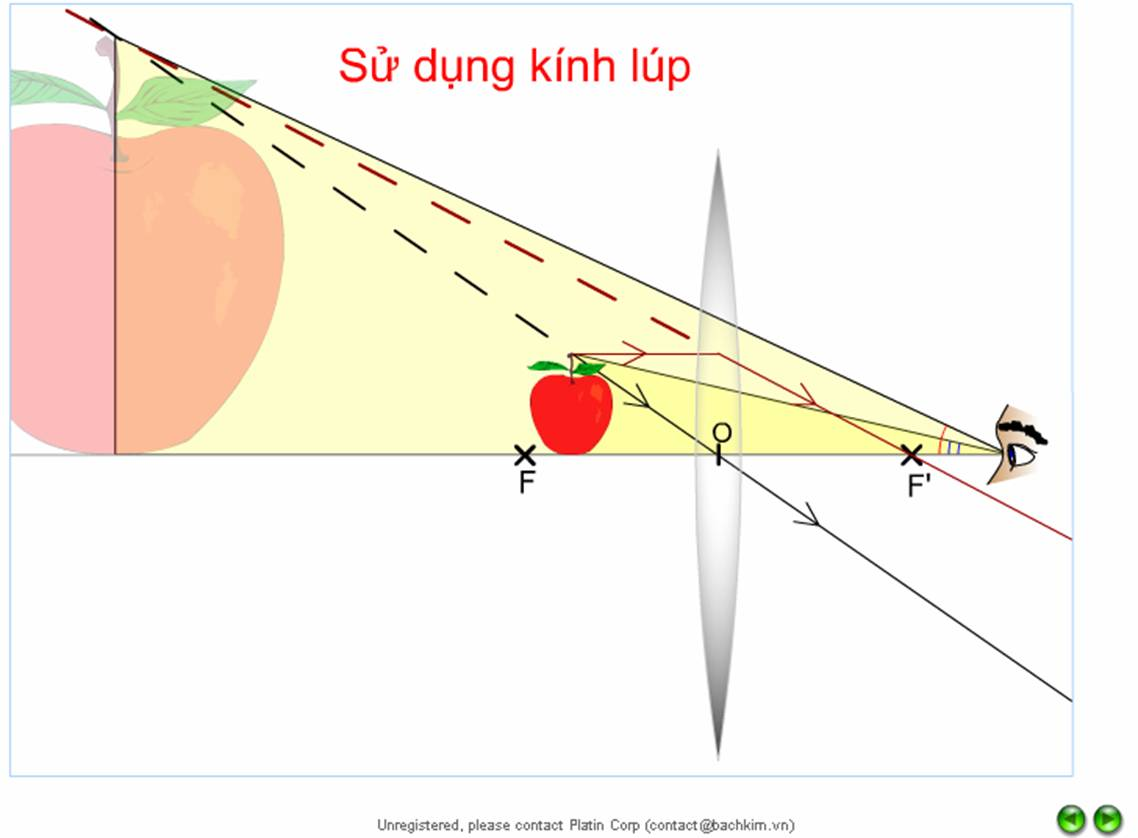 Sử dụng kính lúp
O
F
F'
Unregistered, please contact Platin Corp (contact@bachkim.vn)